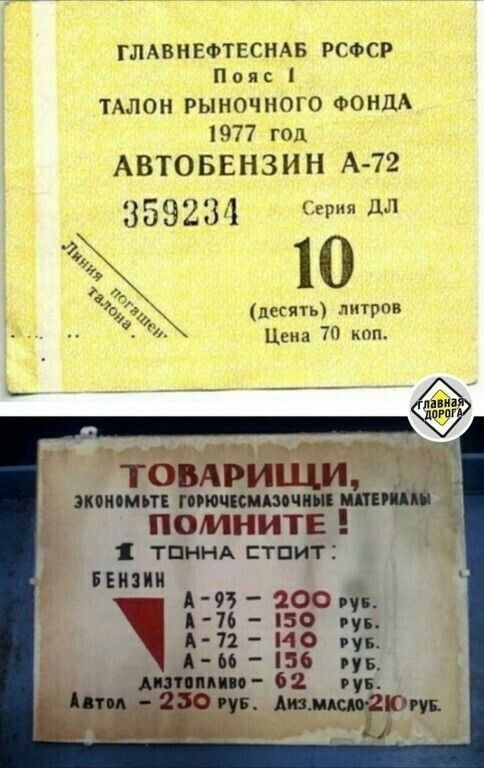 ГЛАВНЕФТЕСНАБ РСФСР
Пояс I
ТАЛОН РЫНОЧНОГО ФОНДА
1977 год
АВТОБЕНЗИН А-72
359234 Серия ДЛ
10
(десять) литров
Цена 70 коп.
Линия погашен
талона
ГЛАВНАЯ
ДОРОГА
ТОВАРИЩИ,
ЭКОНОМЬТЕ ГОРЮЧЕСМАЗОЧНЫЕ МАТЕРИАЛЫ
ПОМНИТЕ!
1 ТОННА СТОИТ:
БЕНЗИН
А-93 — 200 РУБ.
А-76 — 150 РУБ.
А-72 — 140 РУБ.
А-66 — 156 РУБ.
ДИЗТОПЛИВО — 62 РУБ.
АВТОЛ — 230 РУБ. ДИЗ.МАСЛО-210 РУБ.